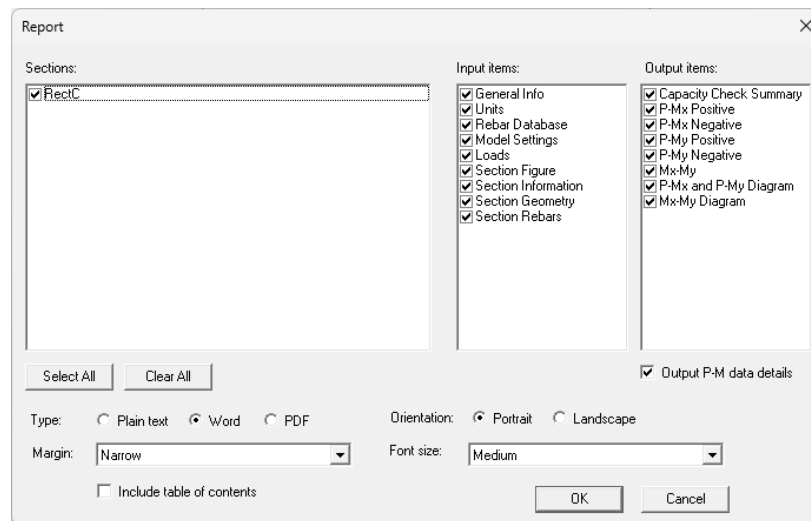 Report
Sections:
RectC
Input items:
General Info
Units
Rebar Database
Model Settings
Loads
Section Figure
Section Information
Section Geometry
Section Rebars
Output items:
Capacity Check Summary
P-Mx Positive
P-Mx Negative
P-My Positive
P-My Negative
Mx-My
P-Mx and P-My Diagram
Mx-My Diagram
Select All
Clear All
Output P-M data details
Type:
Plain text
Word
PDF
Orientation:
Portrait
Landscape
Margin:
Narrow
Font size:
Medium
Include table of contents
OK
Cancel